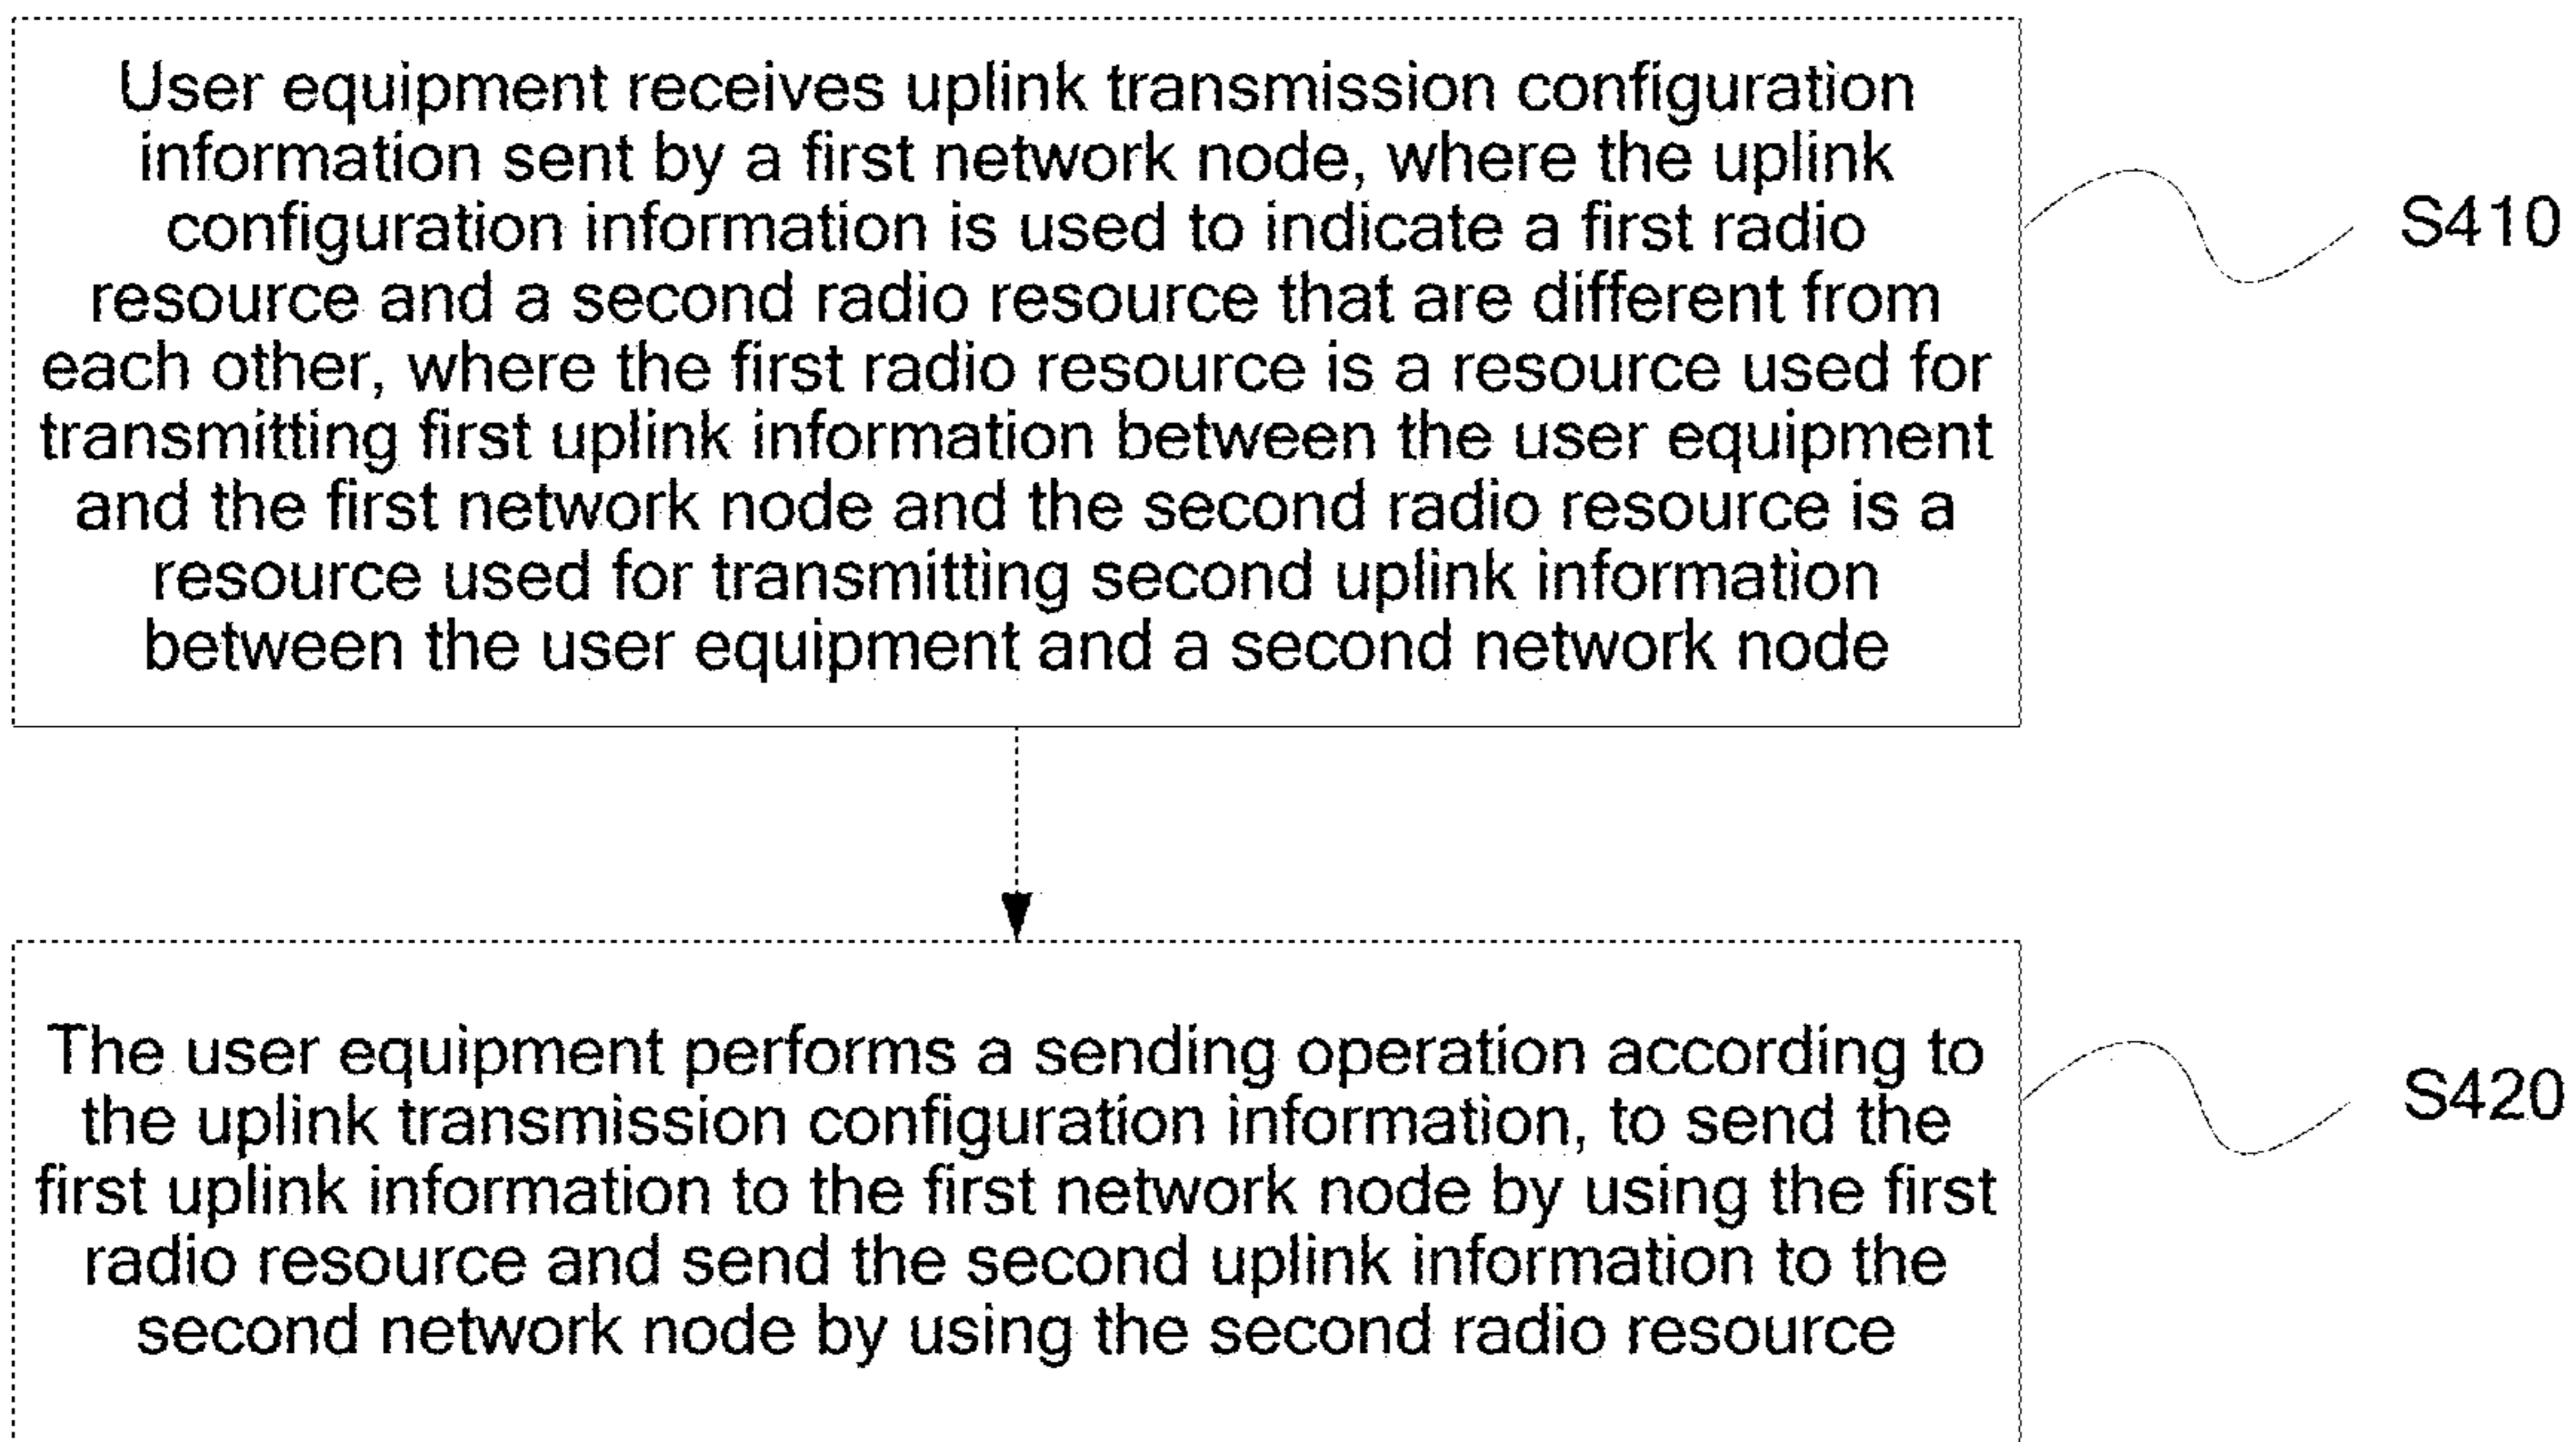 User equipment receives uplink transmission configuration
information sent by a first network node, where the uplink
configuration information is used to indicate a first radio
resource and a second radio resource that are different from
each other, where the first radio resource is a resource used for
transmitting first uplink information between the user equipment
and the first network node and the second radio resource is a
resource used for transmitting second uplink information
between the user equipment and a second network node
S410
The user equipment performs a sending operation according to
the uplink transmission configuration information, to send the
first uplink information to the first network node by using the first
radio resource and send the second uplink information to the
second network node by using the second radio resource
S420